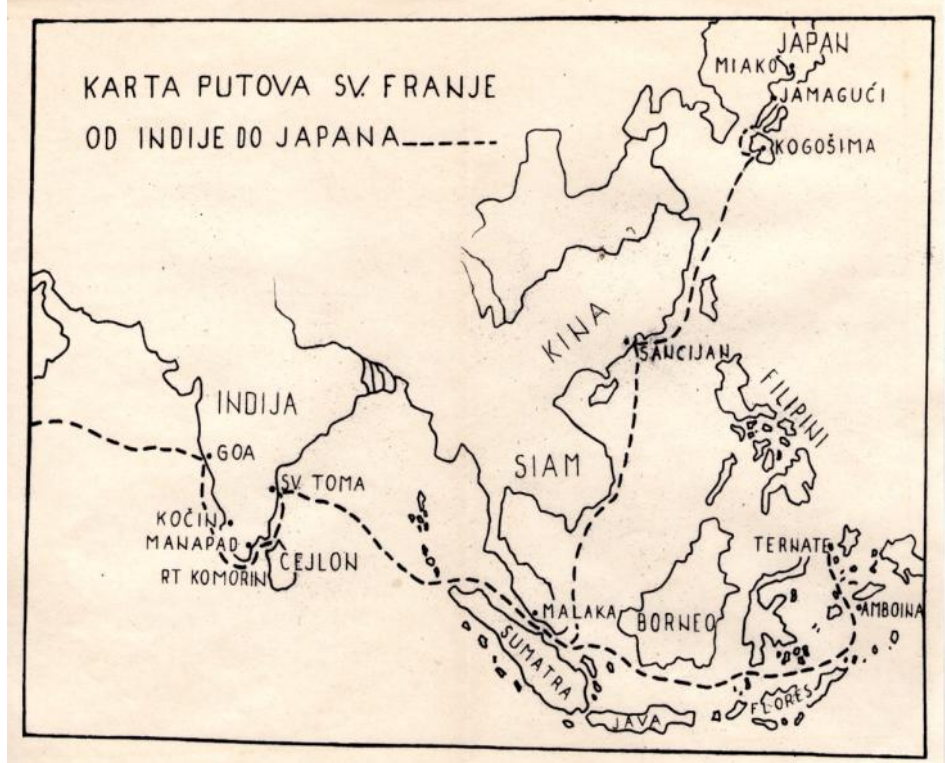 KARTA PUTOVA SV. FRANJE
OD INDIJE DO JAPANA
JAPAN
MIAKO
JAMAGUĆI
KOGOŠIMA
KINA
SANCIJAN
FILIPINI
INDIJA
GOA
SIAM
SV. TOMA
KOČIN
MANAPAD
CEJLON
RT KOMORIN
TERNATE
MALAKA
BORNEO
AMBOINA
SUMATRA
FLORES
JAVA